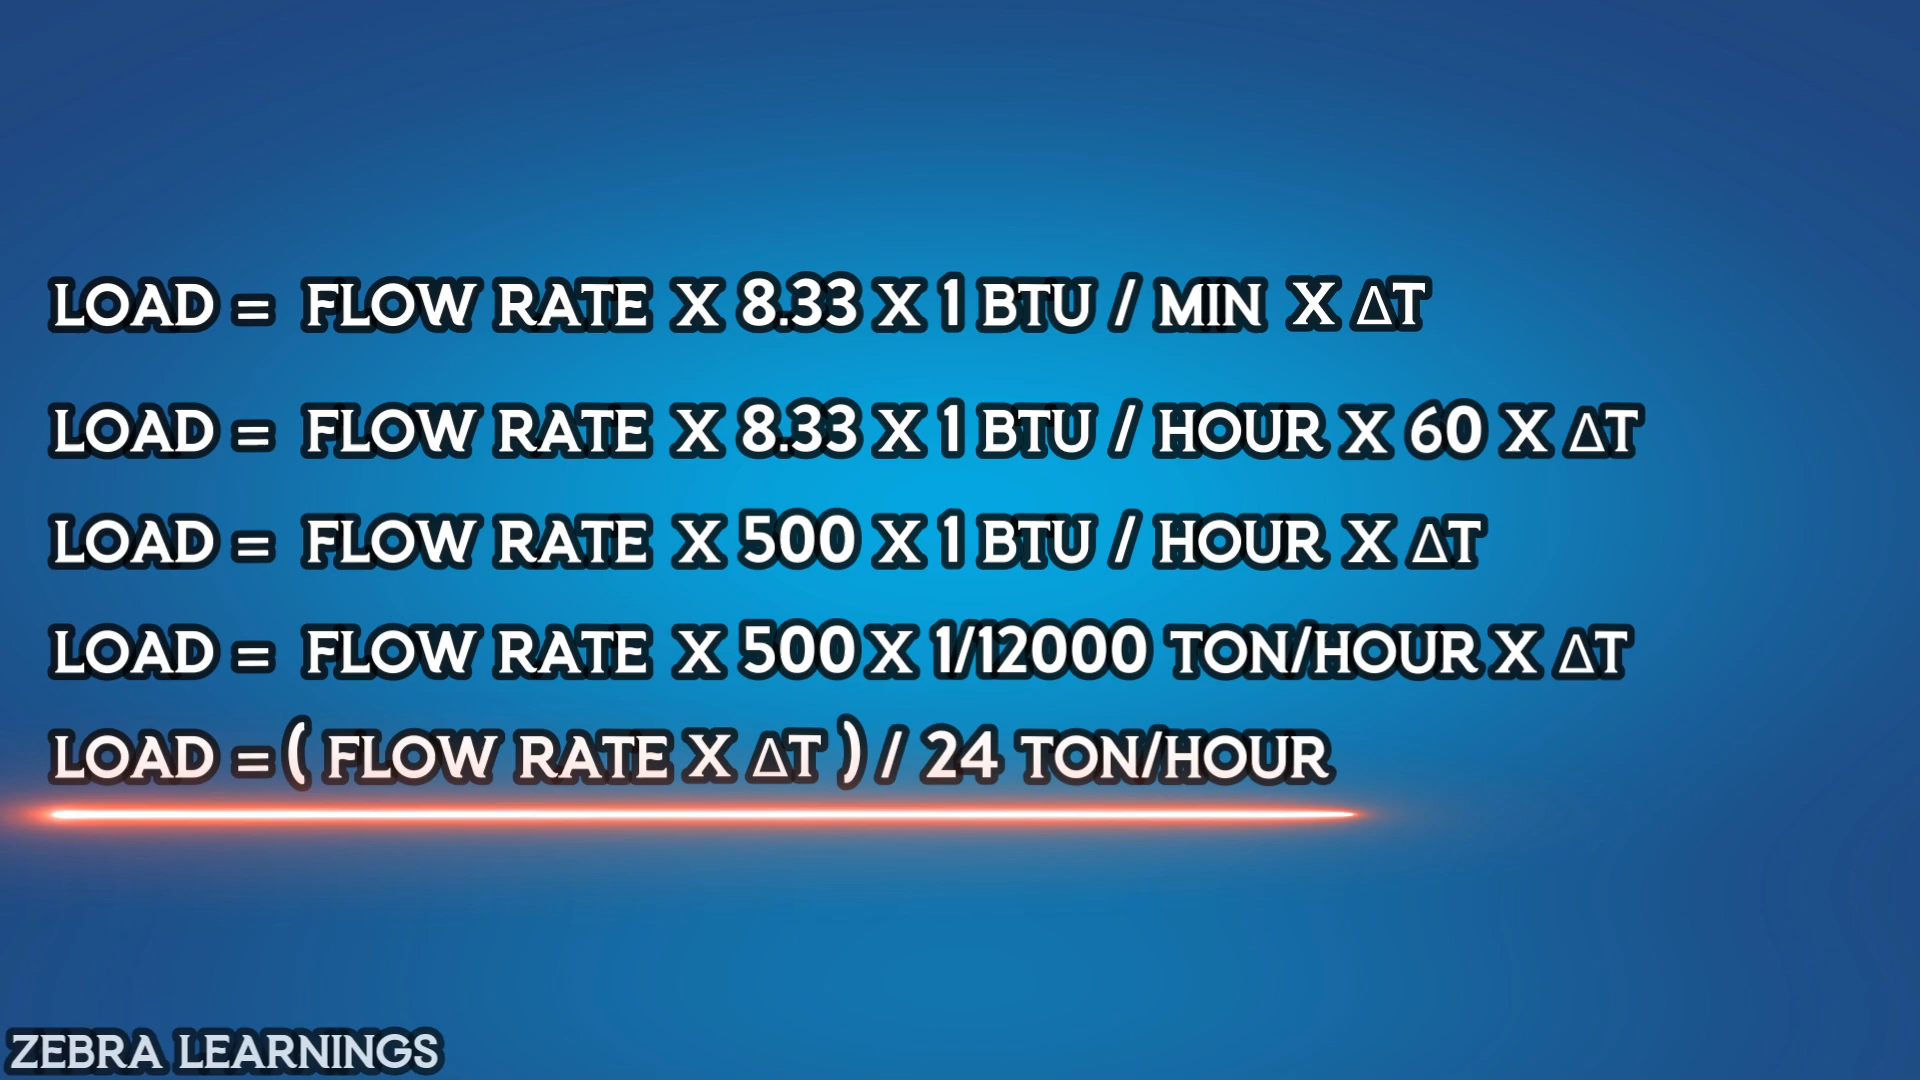 LOAD = FLOW RATE X 8.33 X 1 BTU / MIN X ΔT
LOAD = FLOW RATE X 8.33 X 1 BTU / HOUR X 60 X ΔT
LOAD = FLOW RATE X 500 X 1 BTU / HOUR X ΔT
LOAD = FLOW RATE X 500 X 1/12000 TON/HOUR X ΔT
LOAD = ( FLOW RATE X ΔT ) / 24 TON/HOUR
ZEBRA LEARNINGS